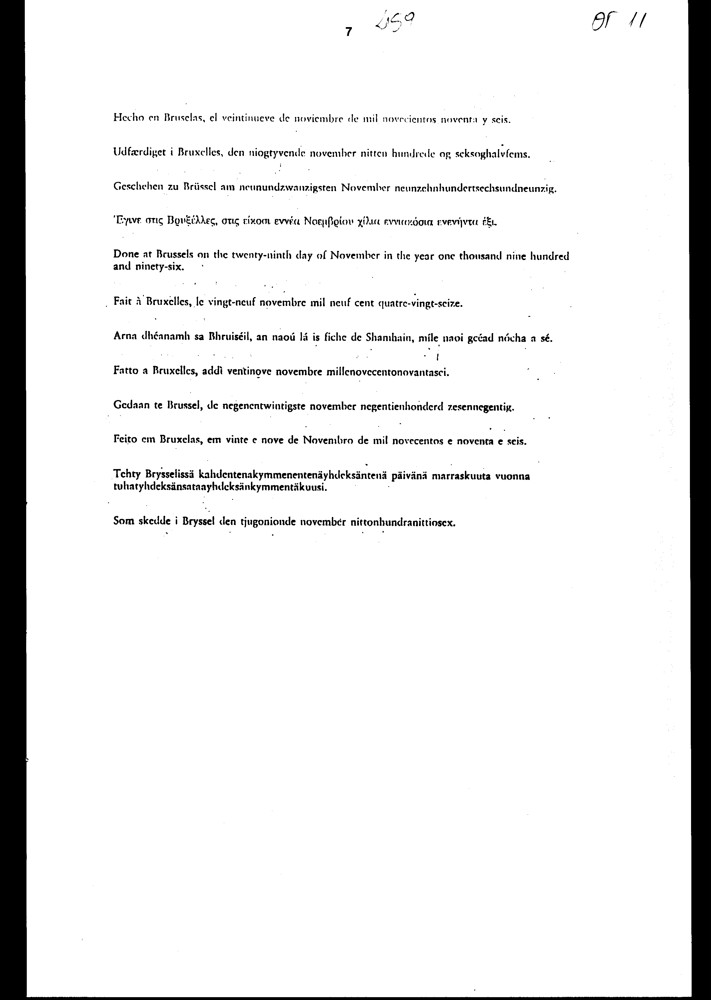 7
459
Hecho en Bruselas, el veintinueve de noviembre de mil novecientos noventa y seis.
Udfærdiget i Bruxelles, den niogtyvende november nitten hundrede og seksoghalvfems.
Geschehen zu Brüssel am neunundzwanzigsten November neunzehnhundertsechsundneunzig.
Έγινε στις Βρυξέλλες, στις είκοσι εννέα Νοεμβρίου χίλια εννιακόσια ενενήντα έξι.
Done at Brussels on the twenty-ninth day of November in the year one thousand nine hundred
and ninety-six.
Fait à Bruxelles, le vingt-neuf novembre mil neuf cent quatre-vingt-seize.
Arna dhéanamh sa Bhruiséil, an naoú lá is fiche de Shamhain, míle naoi gcéad nócha a sé.
Fatto a Bruxelles, addì ventinove novembre millenovecentonovantasei.
Gedaan te Brussel, de negenentwintigste november negentienhonderd zesennegentig.
Feito em Bruxelas, em vinte e nove de Novembro de mil novecentos e noventa e seis.
Tehty Brysselissä kahdentenakymmenentenäyhdeksäntenä päivänä marraskuuta vuonna
tuhatyhdeksänsataayhdeksänkymmentäkuusi.
Som skedde i Bryssel den tjugonionde november nittonhundranittiosex.